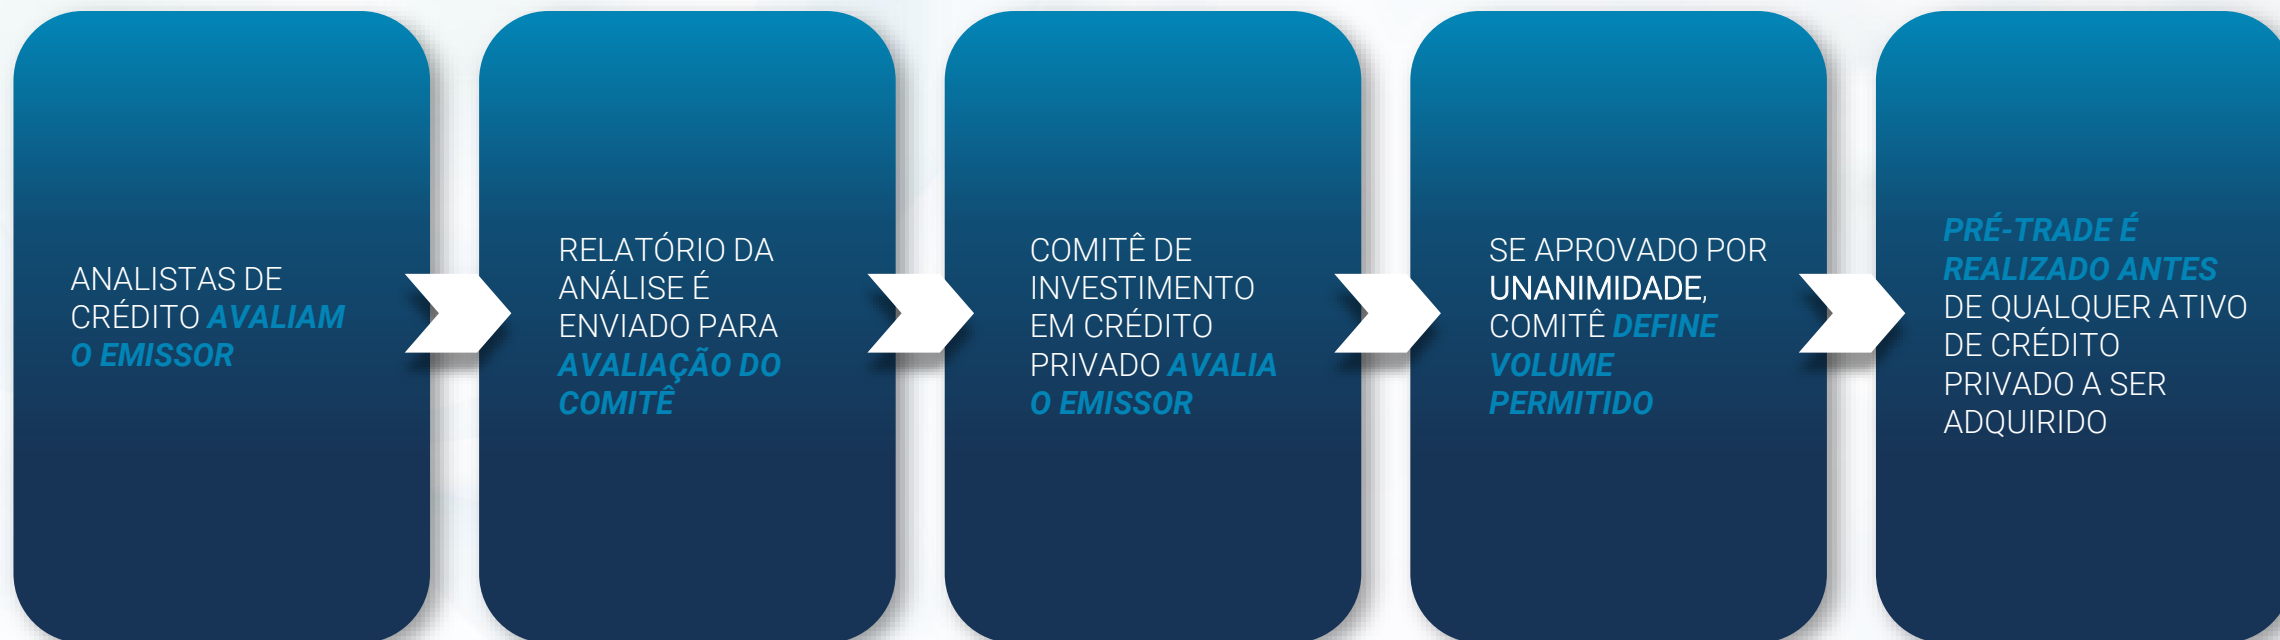 ANALISTAS DE
CRÉDITO AVALIAM
O EMISSOR
RELATÓRIO DA
ANÁLISE É
ENVIADO PARA
AVALIAÇÃO DO
COMITÊ
COMITÊ DE
INVESTIMENTO
EM CRÉDITO
PRIVADO AVALIA
O EMISSOR
SE APROVADO POR
UNANIMIDADE,
COMITÊ DEFINE
VOLUME
PERMITIDO
PRÉ-TRADE É
REALIZADO ANTES
DE QUALQUER ATIVO
DE CRÉDITO
PRIVADO A SER
ADQUIRIDO